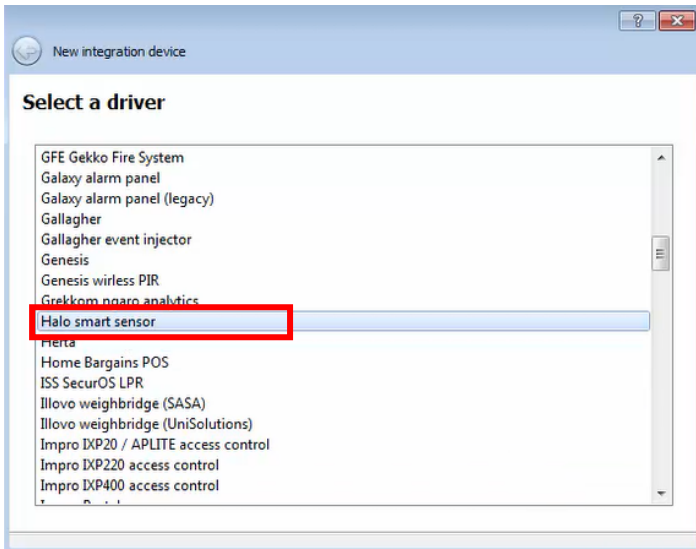 New integration device
Select a driver
GFE Gekko Fire System
Galaxy alarm panel
Galaxy alarm panel (legacy)
Gallagher
Gallagher event injector
Genesis
Genesis wirless PIR
Grekkom ngaro analytics
Halo smart sensor
Herta
Home Bargains POS
ISS SecurOS LPR
Illovo weighbridge (SASA)
Illovo weighbridge (UniSolutions)
Impro IXP20 / APLITE access control
Impro IXP220 access control
Impro IXP400 access control